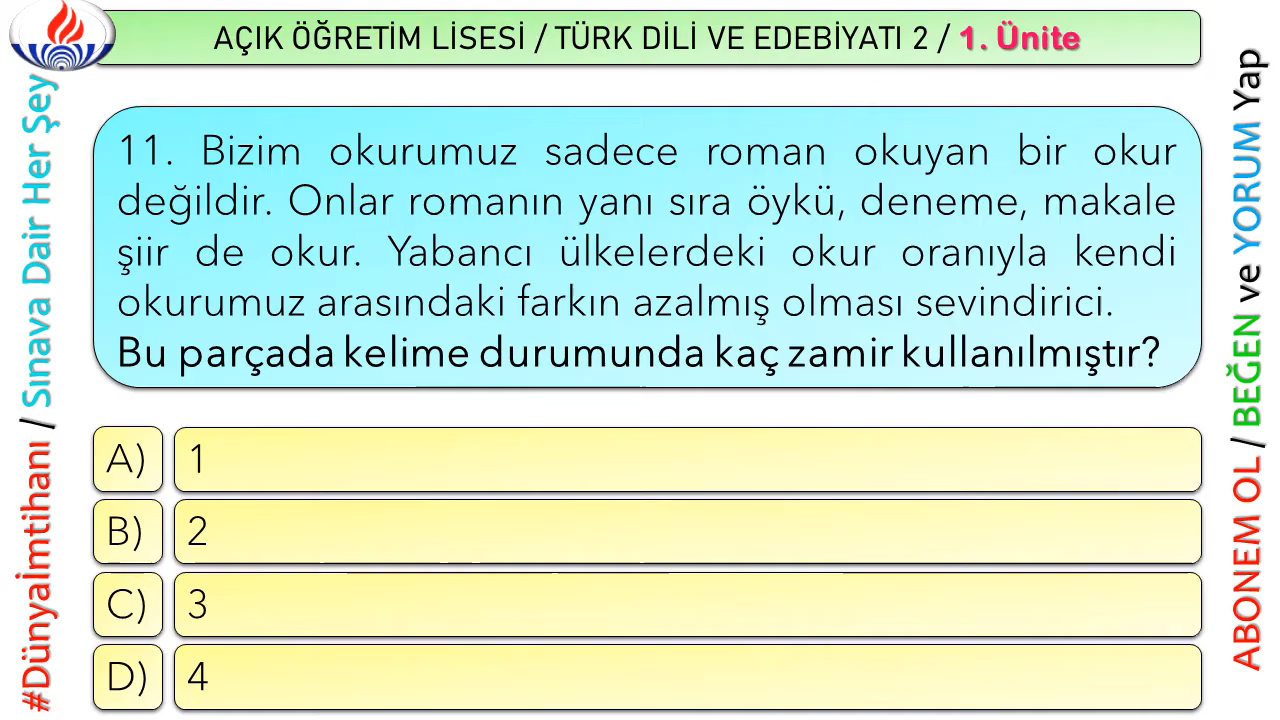 AÇIK ÖĞRETİM LİSESİ / TÜRK DİLİ VE EDEBİYATI 2 / 1. Ünite
#Dünyaİmtihanı / Sınava Dair Her Şey
11. Bizim okurumuz sadece roman okuyan bir okur
değildir. Onlar romanın yanı sıra öykü, deneme, makale
şiir de okur. Yabancı ülkelerdeki okur oranıyla kendi
okurumuz arasındaki farkın azalmış olması sevindirici.
Bu parçada kelime durumunda kaç zamir kullanılmıştır?
A) 1
B) 2
C) 3
D) 4
ABONEM OL / BEĞEN ve YORUM Yap